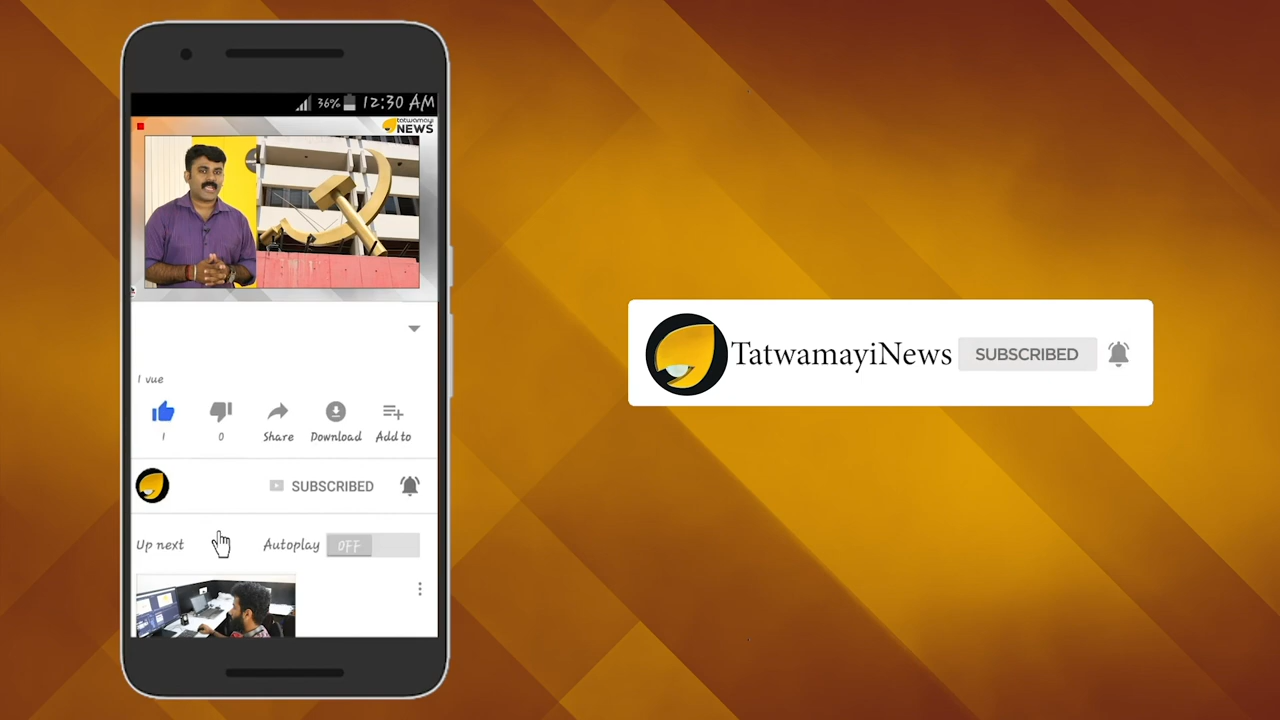 36% 12:30 AM
tatwamayi
NEWS
1 vue
1
0
Share
Download
Add to
SUBSCRIBED
Up next
Autoplay
OFF
TatwamayiNews
SUBSCRIBED